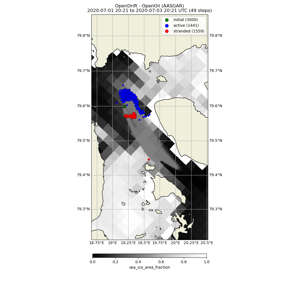 OpenDrift - OpenOil (AASGAR)
2020-07-01 20:21 to 2020-07-03 20:21 UTC (49 steps)
initial (3000)
active (1441)
stranded (1559)
79.8°N
79.8°N
79.7°N
79.7°N
79.6°N
79.6°N
79.5°N
79.5°N
79.4°N
79.4°N
79.3°N
79.3°N
18.75°E 19°E 19.25°E 19.5°E 19.75°E 20°E 20.25°E 20.5°E
0.0 0.2 0.4 0.6 0.8 1.0
sea_ice_area_fraction